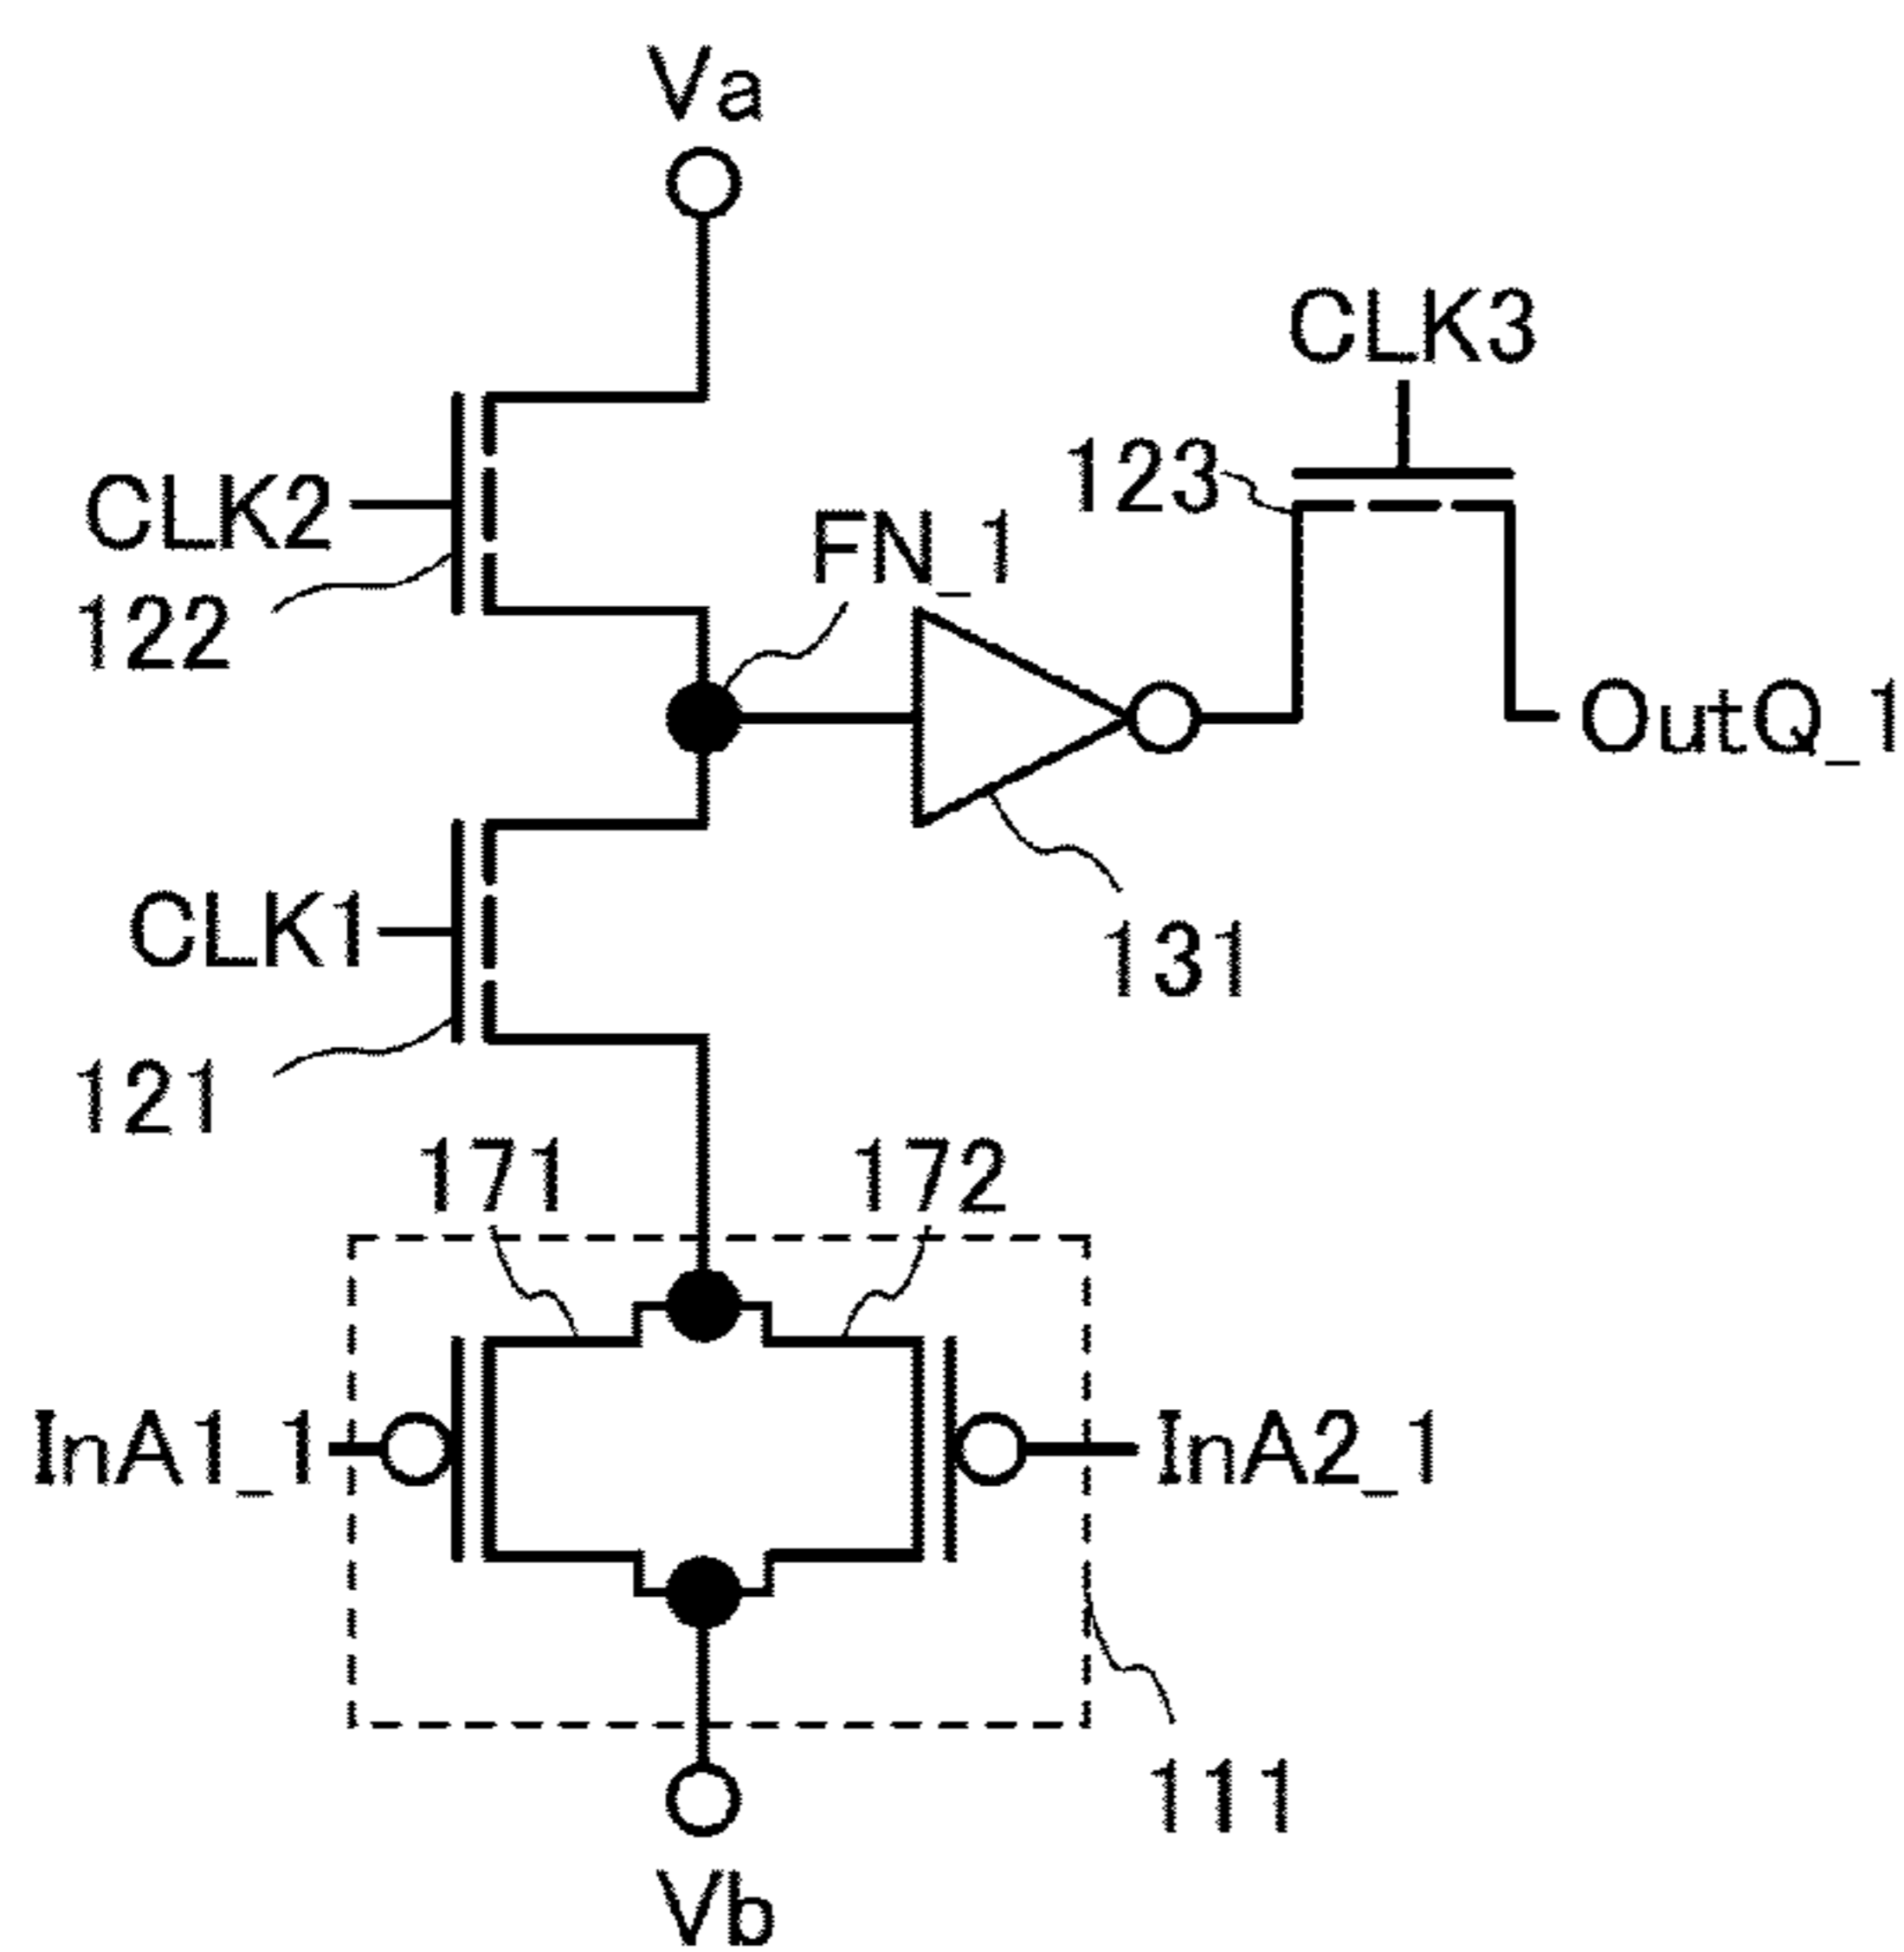 Va
CLK3
123
CLK2
FN_1
122
OutQ_1
CLK1
131
121
171
172
InA1_1
InA2_1
111
Vb